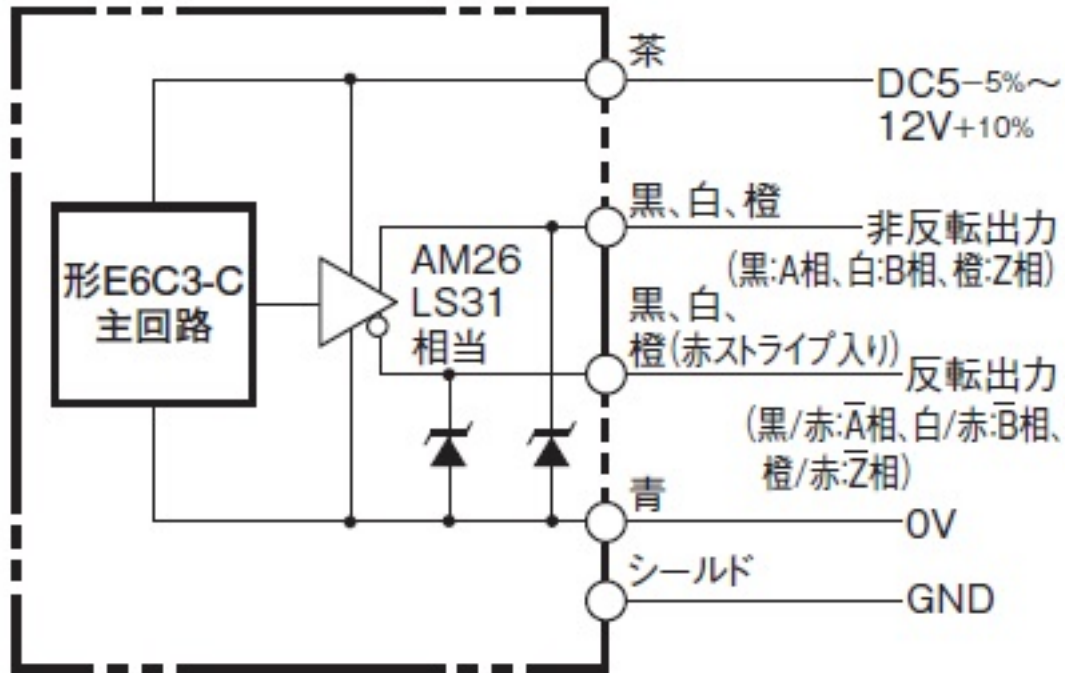 茶
DC5−5%～
12V+10%
黒、白、橙
非反転出力
(黒:A相、白:B相、橙:Z相)
形E6C3-C
主回路
AM26
LS31
相当
黒、白、
橙(赤ストライプ入り)
反転出力
(黒/赤:A̅相、白/赤:B̅相、
橙/赤:Z̅相)
青
0V
シールド
GND